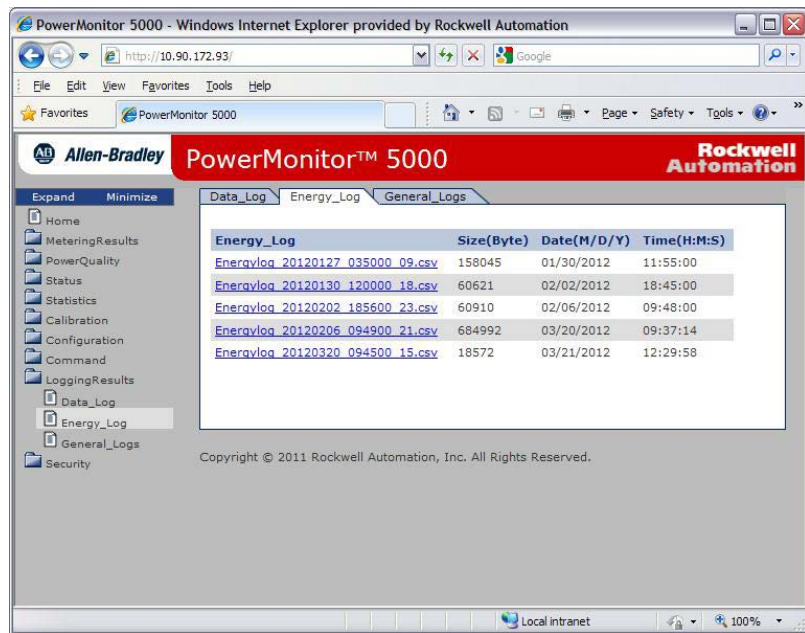 PowerMonitor 5000 - Windows Internet Explorer provided by Rockwell Automation
http://10.90.172.93/
Google
File Edit View Favorites Tools Help
Favorites PowerMonitor 5000 Page Safety Tools »
AB Allen-Bradley PowerMonitor™ 5000 Rockwell
Automation
Expand Minimize Data_Log Energy_Log General_Logs
Home
MeteringResults
PowerQuality
Status
Statistics
Calibration
Configuration
Command
LoggingResults
Data_Log
Energy_Log
General_Logs
Security
Energy_Log Size(Byte) Date(M/D/Y) Time(H:M:S)
Energylog_20120127_035000_09.csv 158045 01/30/2012 11:55:00
Energylog_20120130_120000_18.csv 60621 02/02/2012 18:45:00
Energylog_20120202_185600_23.csv 60910 02/06/2012 09:48:00
Energylog_20120206_094900_21.csv 684992 03/20/2012 09:37:14
Energylog_20120320_094500_15.csv 18572 03/21/2012 12:29:58
Copyright © 2011 Rockwell Automation, Inc. All Rights Reserved.
Local intranet 100%